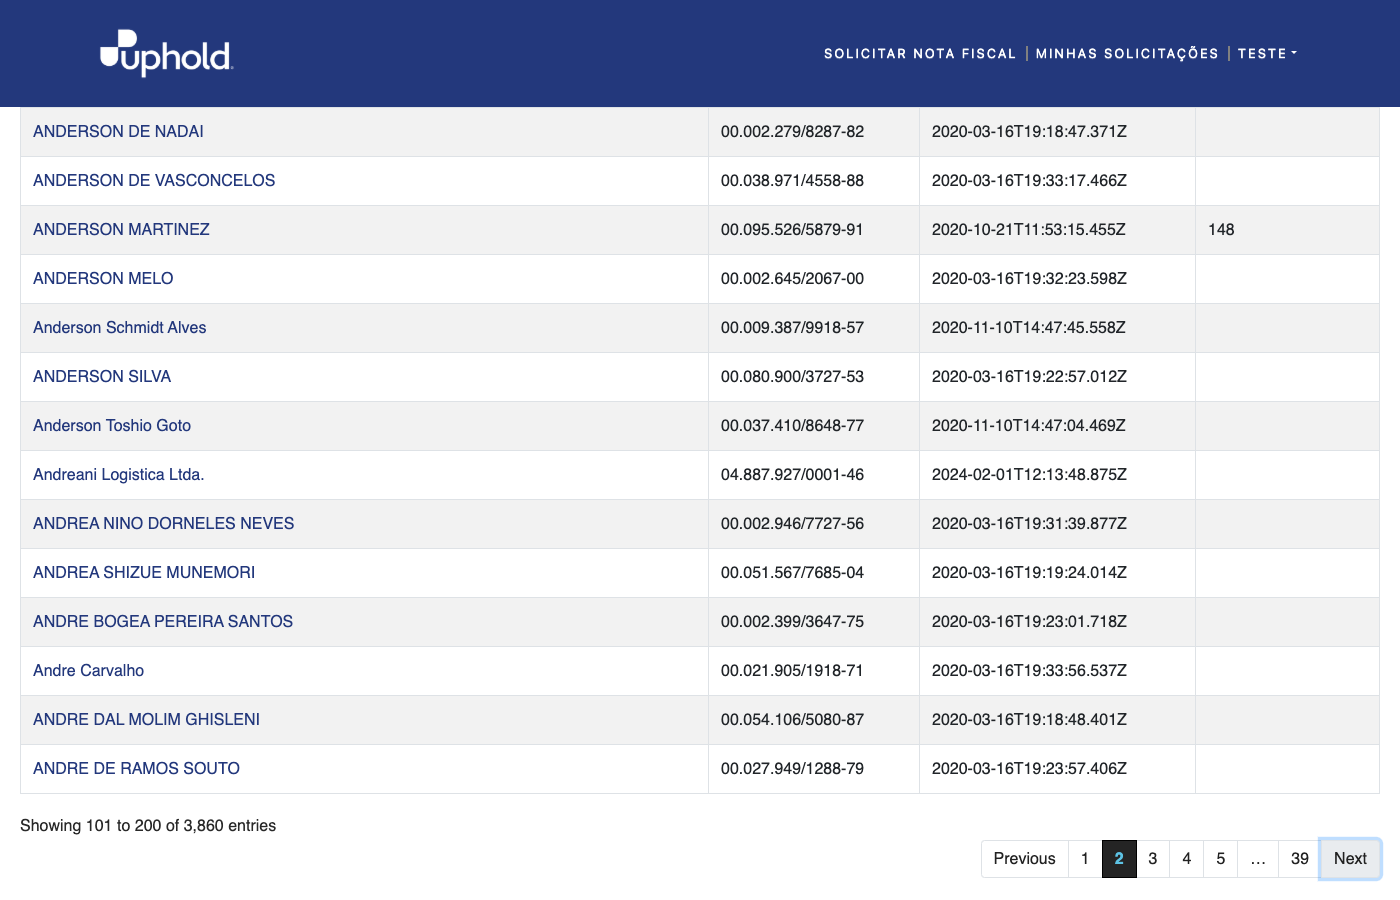 uphold
SOLICITAR NOTA FISCAL | MINHAS SOLICITAÇÕES | TESTE
ANDERSON DE NADAI 00.002.279/8287-82 2020-03-16T19:18:47.371Z
ANDERSON DE VASCONCELOS 00.038.971/4558-88 2020-03-16T19:33:17.466Z
ANDERSON MARTINEZ 00.095.526/5879-91 2020-10-21T11:53:15.455Z 148
ANDERSON MELO 00.002.645/2067-00 2020-03-16T19:32:23.598Z
Anderson Schmidt Alves 00.009.387/9918-57 2020-11-10T14:47:45.558Z
ANDERSON SILVA 00.080.900/3727-53 2020-03-16T19:22:57.012Z
Anderson Toshio Goto 00.037.410/8648-77 2020-11-10T14:47:04.469Z
Andreani Logistica Ltda. 04.887.927/0001-46 2024-02-01T12:13:48.875Z
ANDREA NINO DORNELES NEVES 00.002.946/7727-56 2020-03-16T19:31:39.877Z
ANDREA SHIZUE MUNEMORI 00.051.567/7685-04 2020-03-16T19:19:24.014Z
ANDRE BOGEA PEREIRA SANTOS 00.002.399/3647-75 2020-03-16T19:23:01.718Z
Andre Carvalho 00.021.905/1918-71 2020-03-16T19:33:56.537Z
ANDRE DAL MOLIM GHISLENI 00.054.106/5080-87 2020-03-16T19:18:48.401Z
ANDRE DE RAMOS SOUTO 00.027.949/1288-79 2020-03-16T19:23:57.406Z
Showing 101 to 200 of 3,860 entries
Previous 1 2 3 4 5 … 39 Next